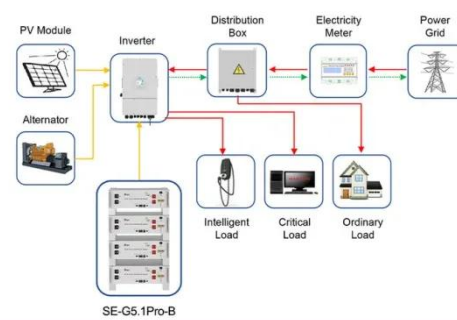 PV Module
Inverter
Distribution
Box
Electricity
Meter
Power
Grid
Alternator
Intelligent
Load
Critical
Load
Ordinary
Load
SE-G5.1Pro-B